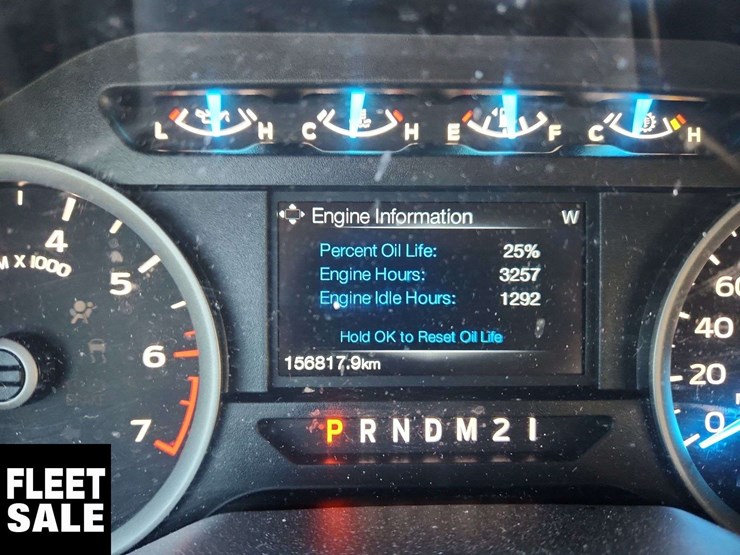 L H C H E F C H
Engine Information W
Percent Oil Life: 25%
Engine Hours: 3257
Engine Idle Hours: 1292
Hold OK to Reset Oil Life
156817.9km
P R N D M 2 1
4
M X 1000
5
6
7
60
40
20
0
FLEET
SALE